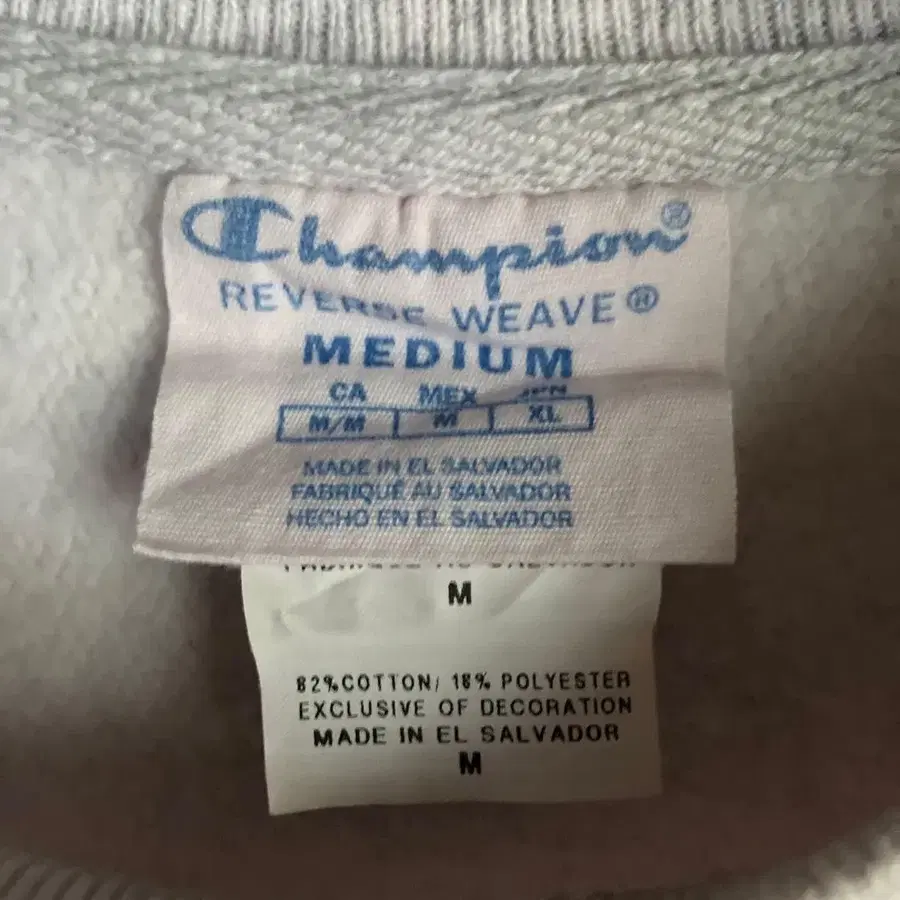 Champion®
REVERSE WEAVE®
MEDIUM
CA MEX JPN
M/M M XL
MADE IN EL SALVADOR
FABRIQUÉ AU SALVADOR
HECHO EN EL SALVADOR
M
82%COTTON/ 18% POLYESTER
EXCLUSIVE OF DECORATION
MADE IN EL SALVADOR
M